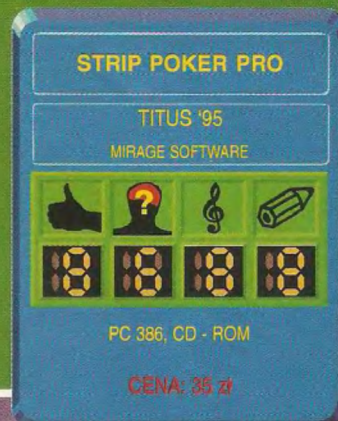 STRIP POKER PRO
TITUS '95
MIRAGE SOFTWARE
?
PC 386, CD - ROM
CENA: 35 zł